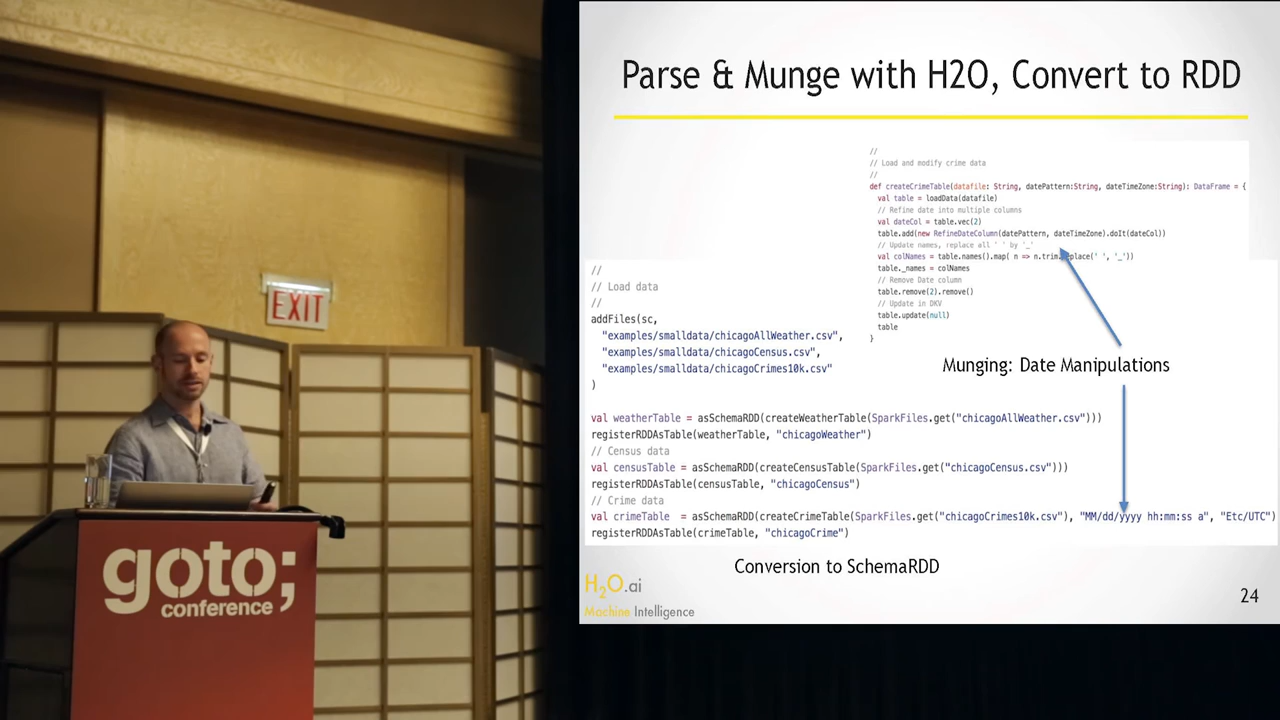 Parse & Munge with H2O, Convert to RDD
//
// Load and modify crime data
//
def createCrimeTable(datafile: String, datePattern:String, dateTimeZone:String): DataFrame = {
val table = loadData(datafile)
// Refine date into multiple columns
val dateCol = table.vec(2)
table.add(new RefineDateColumn(datePattern, dateTimeZone).doIt(dateCol))
// Update names, replace all ' ' by '_'
val colNames = table.names().map( n => n.trim.replace(' ', '_'))
table._names = colNames
// Remove Date column
table.remove(2).remove()
// Update in DKV
table.update(null)
table
}
Munging: Date Manipulations
//
// Load data
//
addFiles(sc,
"examples/smalldata/chicagoAllWeather.csv",
"examples/smalldata/chicagoCensus.csv",
"examples/smalldata/chicagoCrimes10k.csv"
)
val weatherTable = asSchemaRDD(createWeatherTable(SparkFiles.get("chicagoAllWeather.csv")))
registerRDDAsTable(weatherTable, "chicagoWeather")
// Census data
val censusTable = asSchemaRDD(createCensusTable(SparkFiles.get("chicagoCensus.csv")))
registerRDDAsTable(censusTable, "chicagoCensus")
// Crime data
val crimeTable = asSchemaRDD(createCrimeTable(SparkFiles.get("chicagoCrimes10k.csv"), "MM/dd/yyyy hh:mm:ss a", "Etc/UTC")
registerRDDAsTable(crimeTable, "chicagoCrime")
Conversion to SchemaRDD
H2O.ai
Machine Intelligence
24
EXIT
goto;
conference